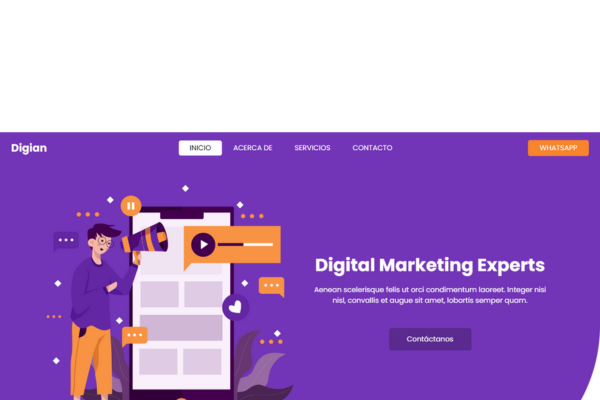 Digian
INICIO
ACERCA DE
SERVICIOS
CONTACTO
WHATSAPP
Digital Marketing Experts
Aenean scelerisque felis ut orci condimentum laoreet. Integer nisi
nisl, convallis et augue sit amet, lobortis semper quam.
Contáctanos